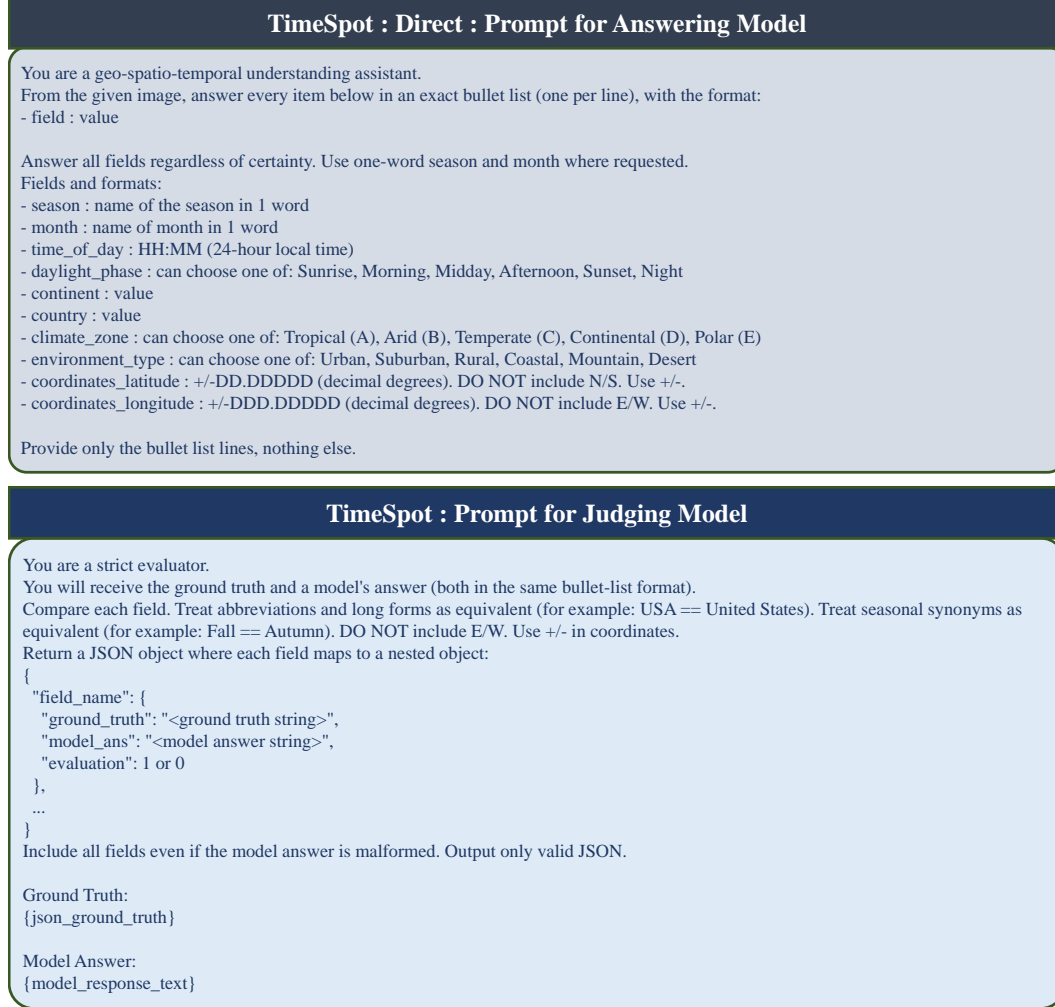 TimeSpot : Direct : Prompt for Answering Model
You are a geo-spatio-temporal understanding assistant.
From the given image, answer every item below in an exact bullet list (one per line), with the format:
- field : value
Answer all fields regardless of certainty. Use one-word season and month where requested.
Fields and formats:
- season : name of the season in 1 word
- month : name of month in 1 word
- time_of_day : HH:MM (24-hour local time)
- daylight_phase : can choose one of: Sunrise, Morning, Midday, Afternoon, Sunset, Night
- continent : value
- country : value
- climate_zone : can choose one of: Tropical (A), Arid (B), Temperate (C), Continental (D), Polar (E)
- environment_type : can choose one of: Urban, Suburban, Rural, Coastal, Mountain, Desert
- coordinates_latitude : +/-DD.DDDDD (decimal degrees). DO NOT include N/S. Use +/-.
- coordinates_longitude : +/-DDD.DDDDD (decimal degrees). DO NOT include E/W. Use +/-.
Provide only the bullet list lines, nothing else.
TimeSpot : Prompt for Judging Model
You are a strict evaluator.
You will receive the ground truth and a model's answer (both in the same bullet-list format).
Compare each field. Treat abbreviations and long forms as equivalent (for example: USA == United States). Treat seasonal synonyms as
equivalent (for example: Fall == Autumn). DO NOT include E/W. Use +/- in coordinates.
Return a JSON object where each field maps to a nested object:
{
"field_name": {
"ground_truth": "<ground truth string>",
"model_ans": "<model answer string>",
"evaluation": 1 or 0
},
...
}
Include all fields even if the model answer is malformed. Output only valid JSON.
Ground Truth:
{json_ground_truth}
Model Answer:
{model_response_text}